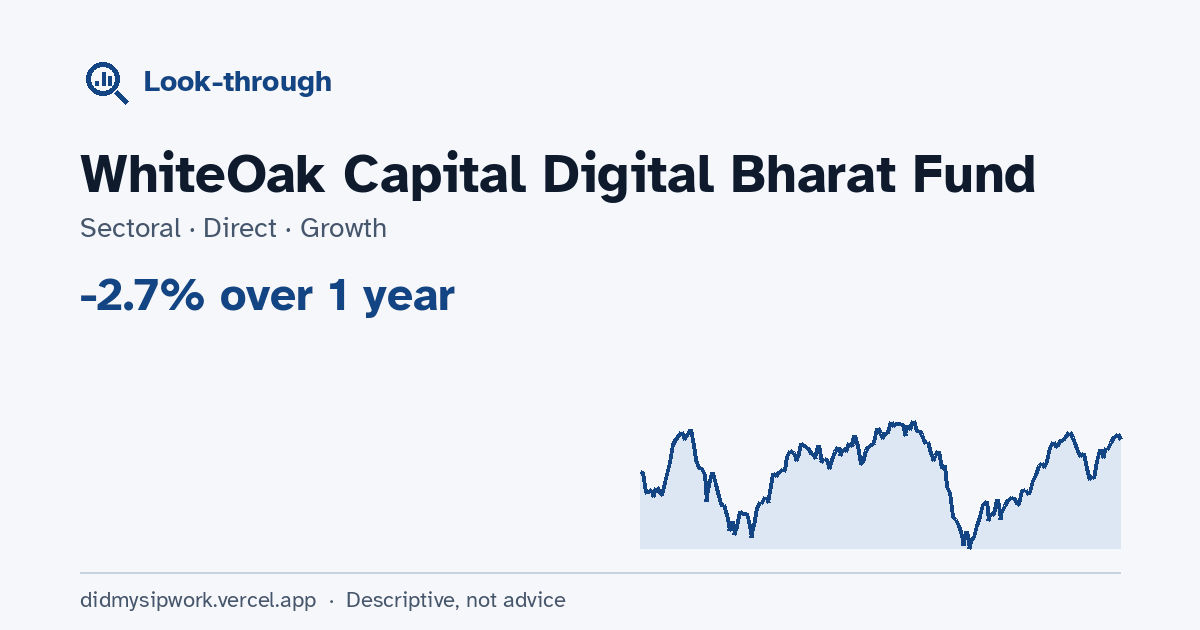 Look-through
WhiteOak Capital Digital Bharat Fund
Sectoral · Direct · Growth
-2.7% over 1 year
didmysipwork.vercel.app · Descriptive, not advice